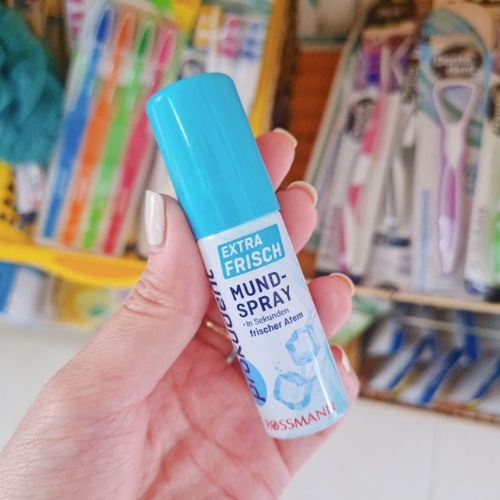 EXTRA
FRISCH
MUND-
SPRAY
-In Sekunden
frischer Atem
prokudent
ROSSMANN